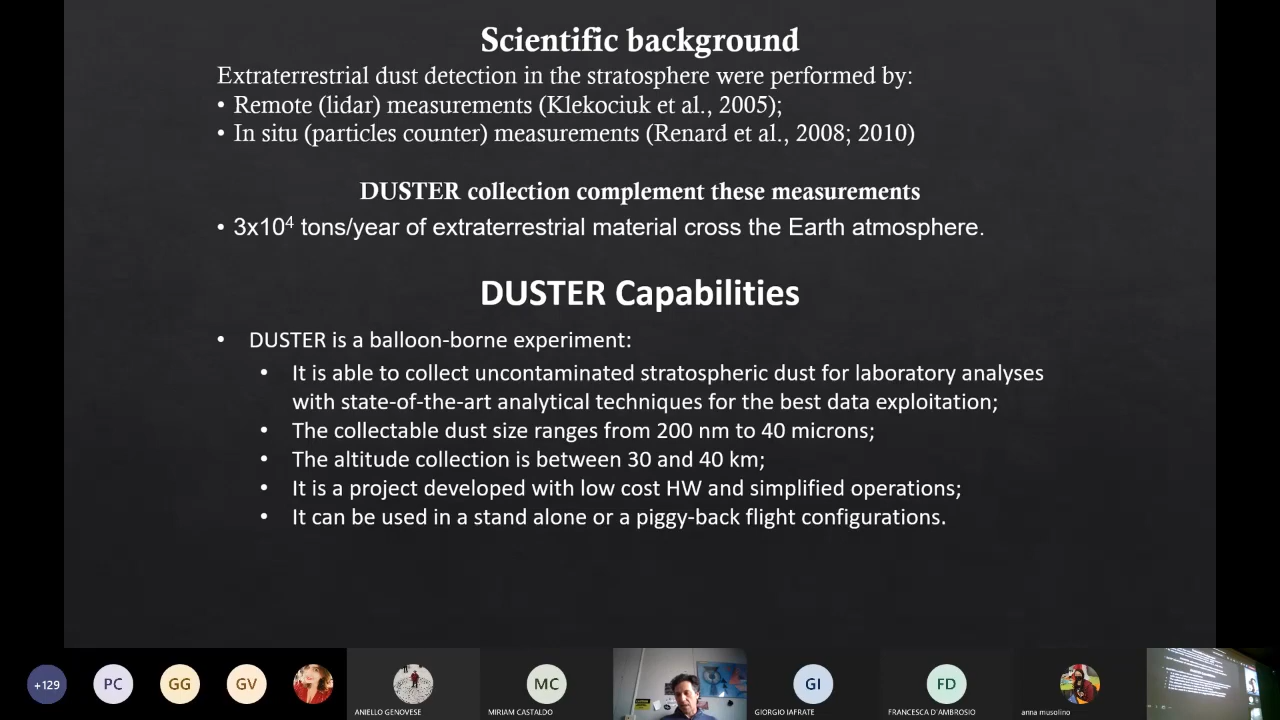 Scientific background
Extraterrestrial dust detection in the stratosphere were performed by:
• Remote (lidar) measurements (Klekociuk et al., 2005);
• In situ (particles counter) measurements (Renard et al., 2008; 2010)
DUSTER collection complement these measurements
• 3x10⁴ tons/year of extraterrestrial material cross the Earth atmosphere.
DUSTER Capabilities
• DUSTER is a balloon-borne experiment:
• It is able to collect uncontaminated stratospheric dust for laboratory analyses
with state-of-the-art analytical techniques for the best data exploitation;
• The collectable dust size ranges from 200 nm to 40 microns;
• The altitude collection is between 30 and 40 km;
• It is a project developed with low cost HW and simplified operations;
• It can be used in a stand alone or a piggy-back flight configurations.
+129 PC GG GV MC GI FD
ANIELLO GENOVESE MIRIAM CASTALDO GIORGIO IAFRATE FRANCESCA D'AMBROSIO anna musolino